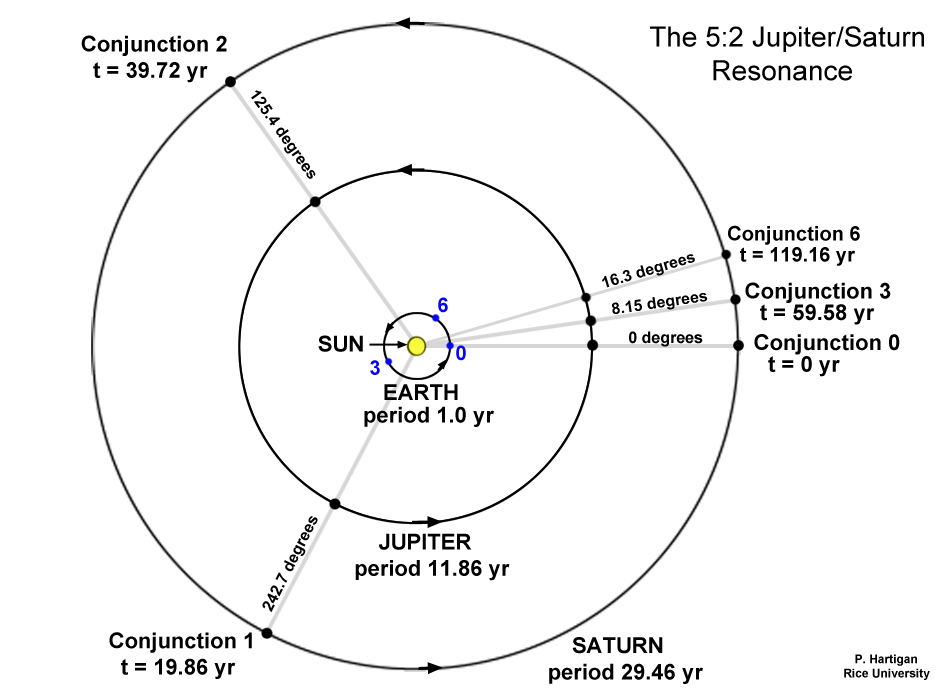 The 5:2 Jupiter/Saturn
Resonance
Conjunction 2
t = 39.72 yr
125.4 degrees
Conjunction 6
t = 119.16 yr
16.3 degrees
Conjunction 3
t = 59.58 yr
8.15 degrees
Conjunction 0
t = 0 yr
0 degrees
6
SUN
0
3
EARTH
period 1.0 yr
242.7 degrees
JUPITER
period 11.86 yr
Conjunction 1
t = 19.86 yr
SATURN
period 29.46 yr
P. Hartigan
Rice University